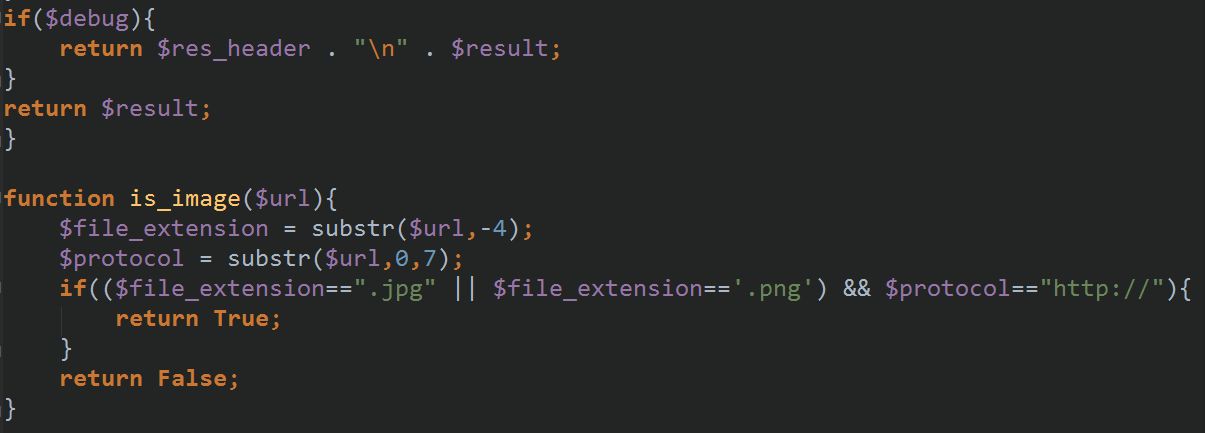 if($debug){
    return $res_header . "\n" . $result;
}
return $result;
}

function is_image($url){
    $file_extension = substr($url,-4);
    $protocol = substr($url,0,7);
    if(($file_extension==".jpg" || $file_extension=='.png') && $protocol=="http://"){
        return True;
    }
    return False;
}